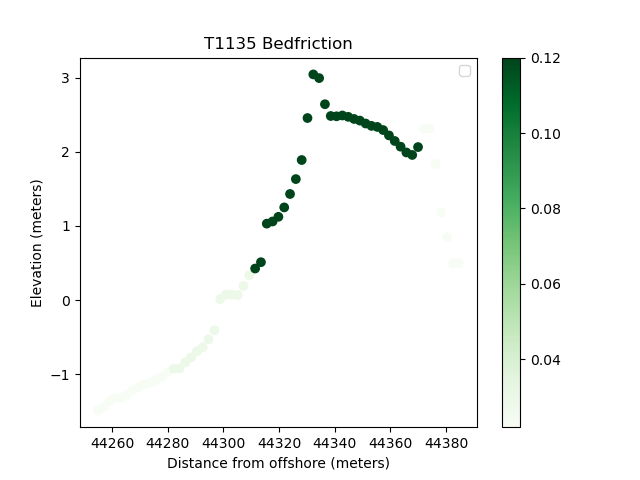 T1135 Bedfriction
3
2
1
0
−1
Elevation (meters)
44260 44280 44300 44320 44340 44360 44380
Distance from offshore (meters)
0.12
0.10
0.08
0.06
0.04